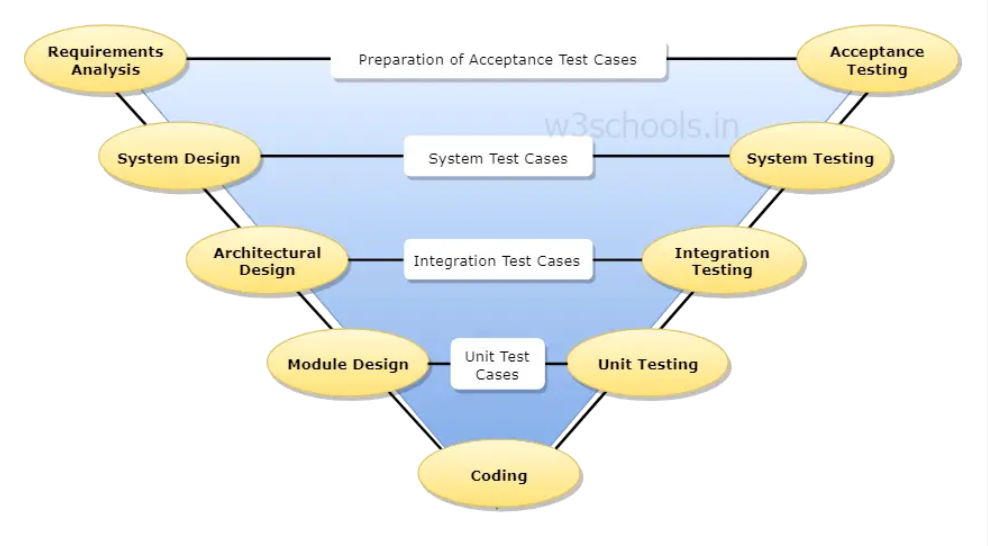 Requirements
Analysis
Preparation of Acceptance Test Cases
Acceptance
Testing
w3schools.in
System Design
System Test Cases
System Testing
Architectural
Design
Integration Test Cases
Integration
Testing
Module Design
Unit Test
Cases
Unit Testing
Coding